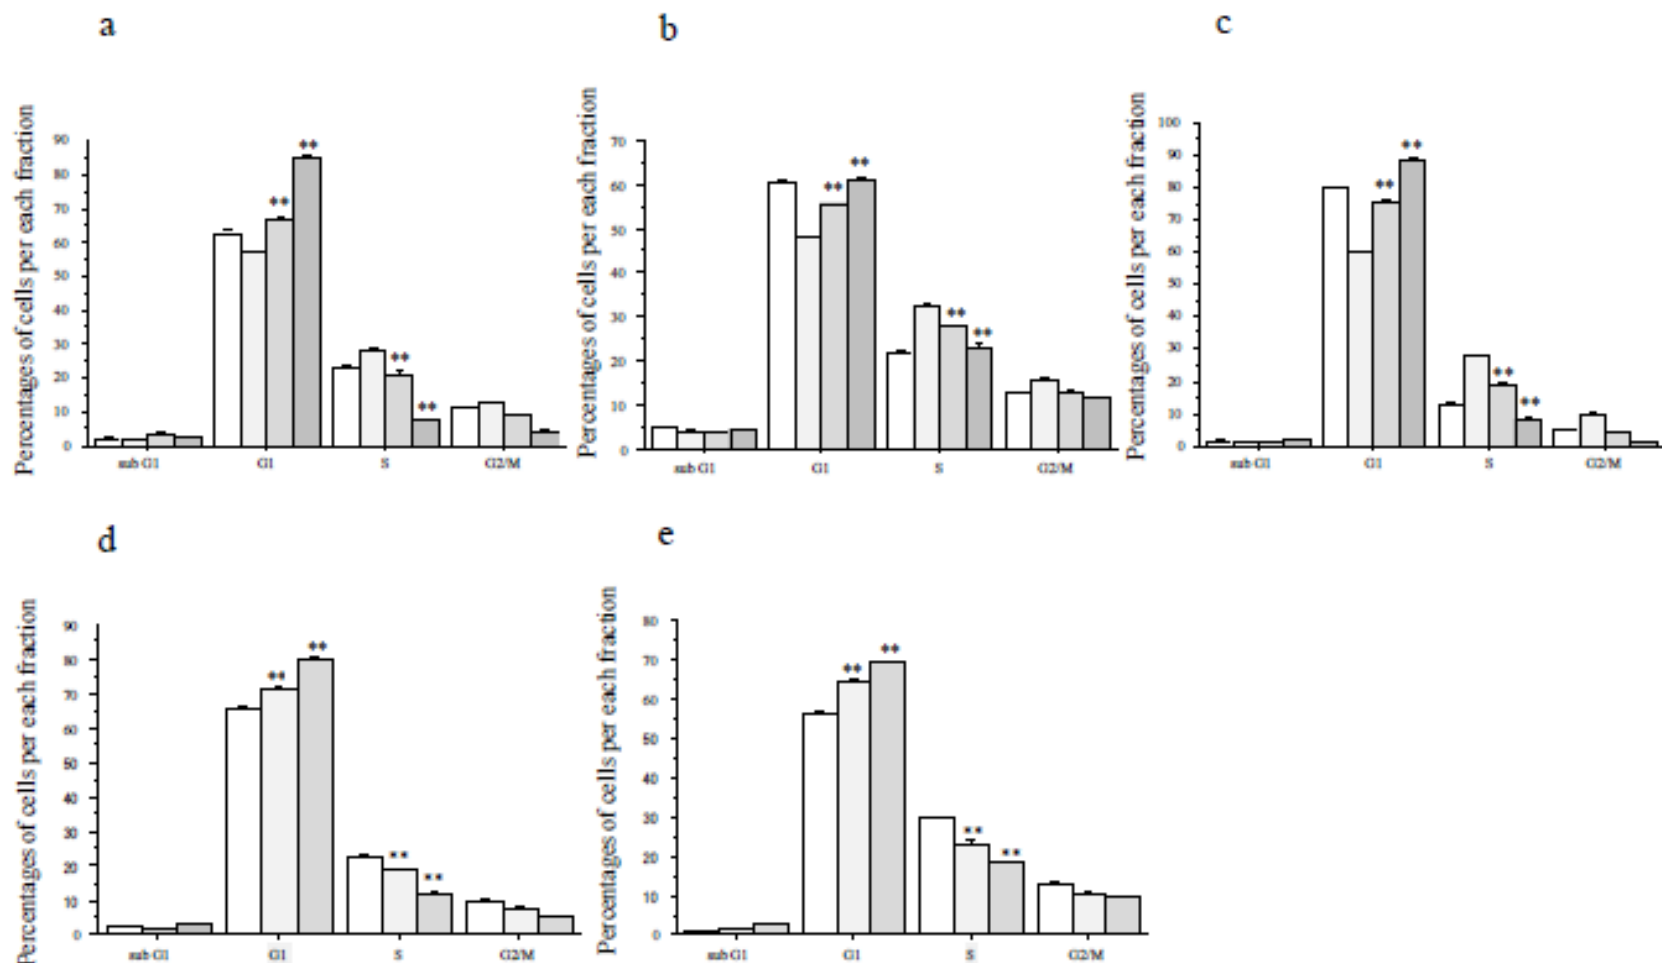 a
b
c
Percentages of cells per each fraction
90
80
70
60
50
40
30
20
10
0
**
**
**
**
sub G1
G1
S
G2/M
Percentages of cells per each fraction
70
60
50
40
30
20
10
0
**
**
**
**
sub G1
G1
S
G2/M
Percentages of cells per each fraction
100
90
80
70
60
50
40
30
20
10
0
**
**
**
**
sub G1
G1
S
G2/M
d
e
Percentages of cells per each fraction
90
80
70
60
50
40
30
20
10
0
**
**
**
**
sub G1
G1
S
G2/M
Percentages of cells per each fraction
80
70
60
50
40
30
20
10
0
**
**
**
**
sub G1
G1
S
G2/M